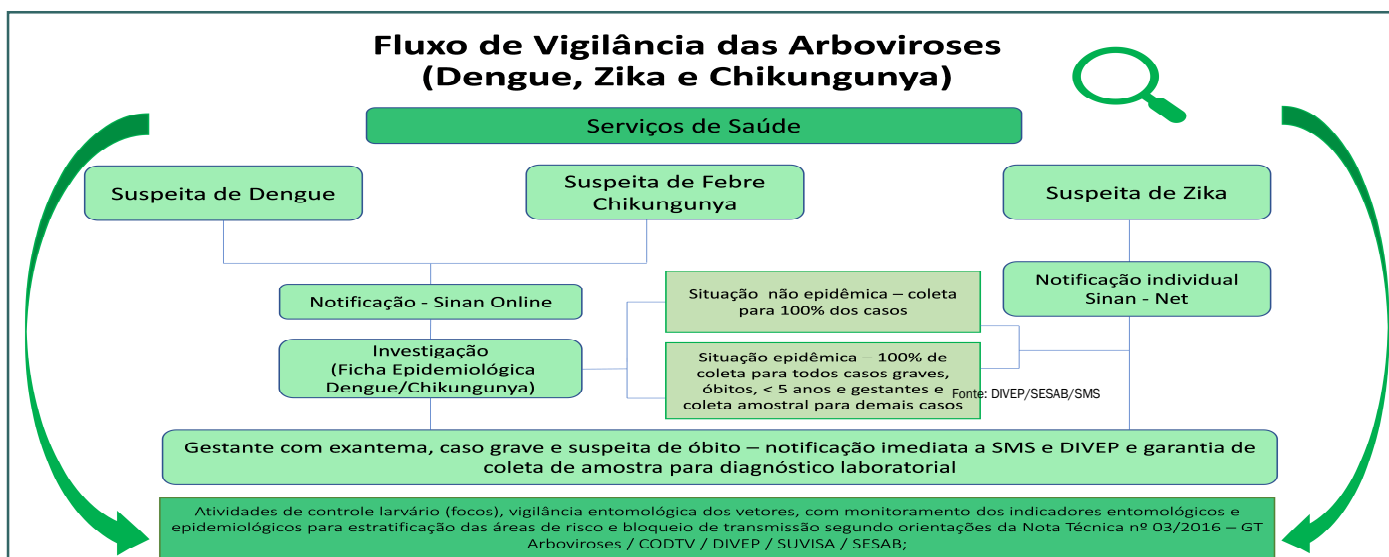 Fluxo de Vigilância das Arboviroses
(Dengue, Zika e Chikungunya)
Serviços de Saúde
Suspeita de Dengue
Suspeita de Febre
Chikungunya
Suspeita de Zika
Notificação - Sinan Online
Notificação individual
Sinan - Net
Situação não epidêmica – coleta
para 100% dos casos
Investigação
(Ficha Epidemiológica
Dengue/Chikungunya)
Situação epidêmica – 100% de
coleta para todos casos graves,
óbitos, < 5 anos e gestantes e
coleta amostral para demais casos
Fonte: DIVEP/SESAB/SMS
Gestante com exantema, caso grave e suspeita de óbito – notificação imediata a SMS e DIVEP e garantia de
coleta de amostra para diagnóstico laboratorial
Atividades de controle larvário (focos), vigilância entomológica dos vetores, com monitoramento dos indicadores entomológicos e
epidemiológicos para estratificação das áreas de risco e bloqueio de transmissão segundo orientações da Nota Técnica nº 03/2016 – GT
Arboviroses / CODTV / DIVEP / SUVISA / SESAB;